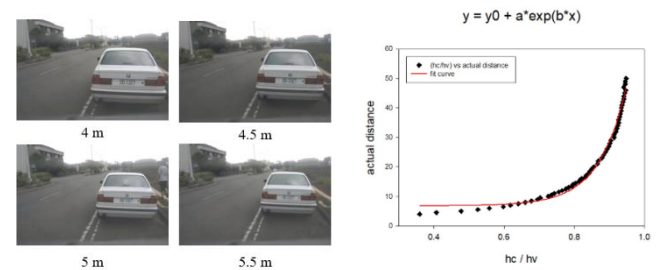 4 m
4.5 m
5 m
5.5 m
y = y0 + a*exp(b*x)
actual distance
60
50
40
30
20
10
0
(hc/hv) vs actual distance
fit curve
0.4
0.6
0.8
1.0
hc / hv